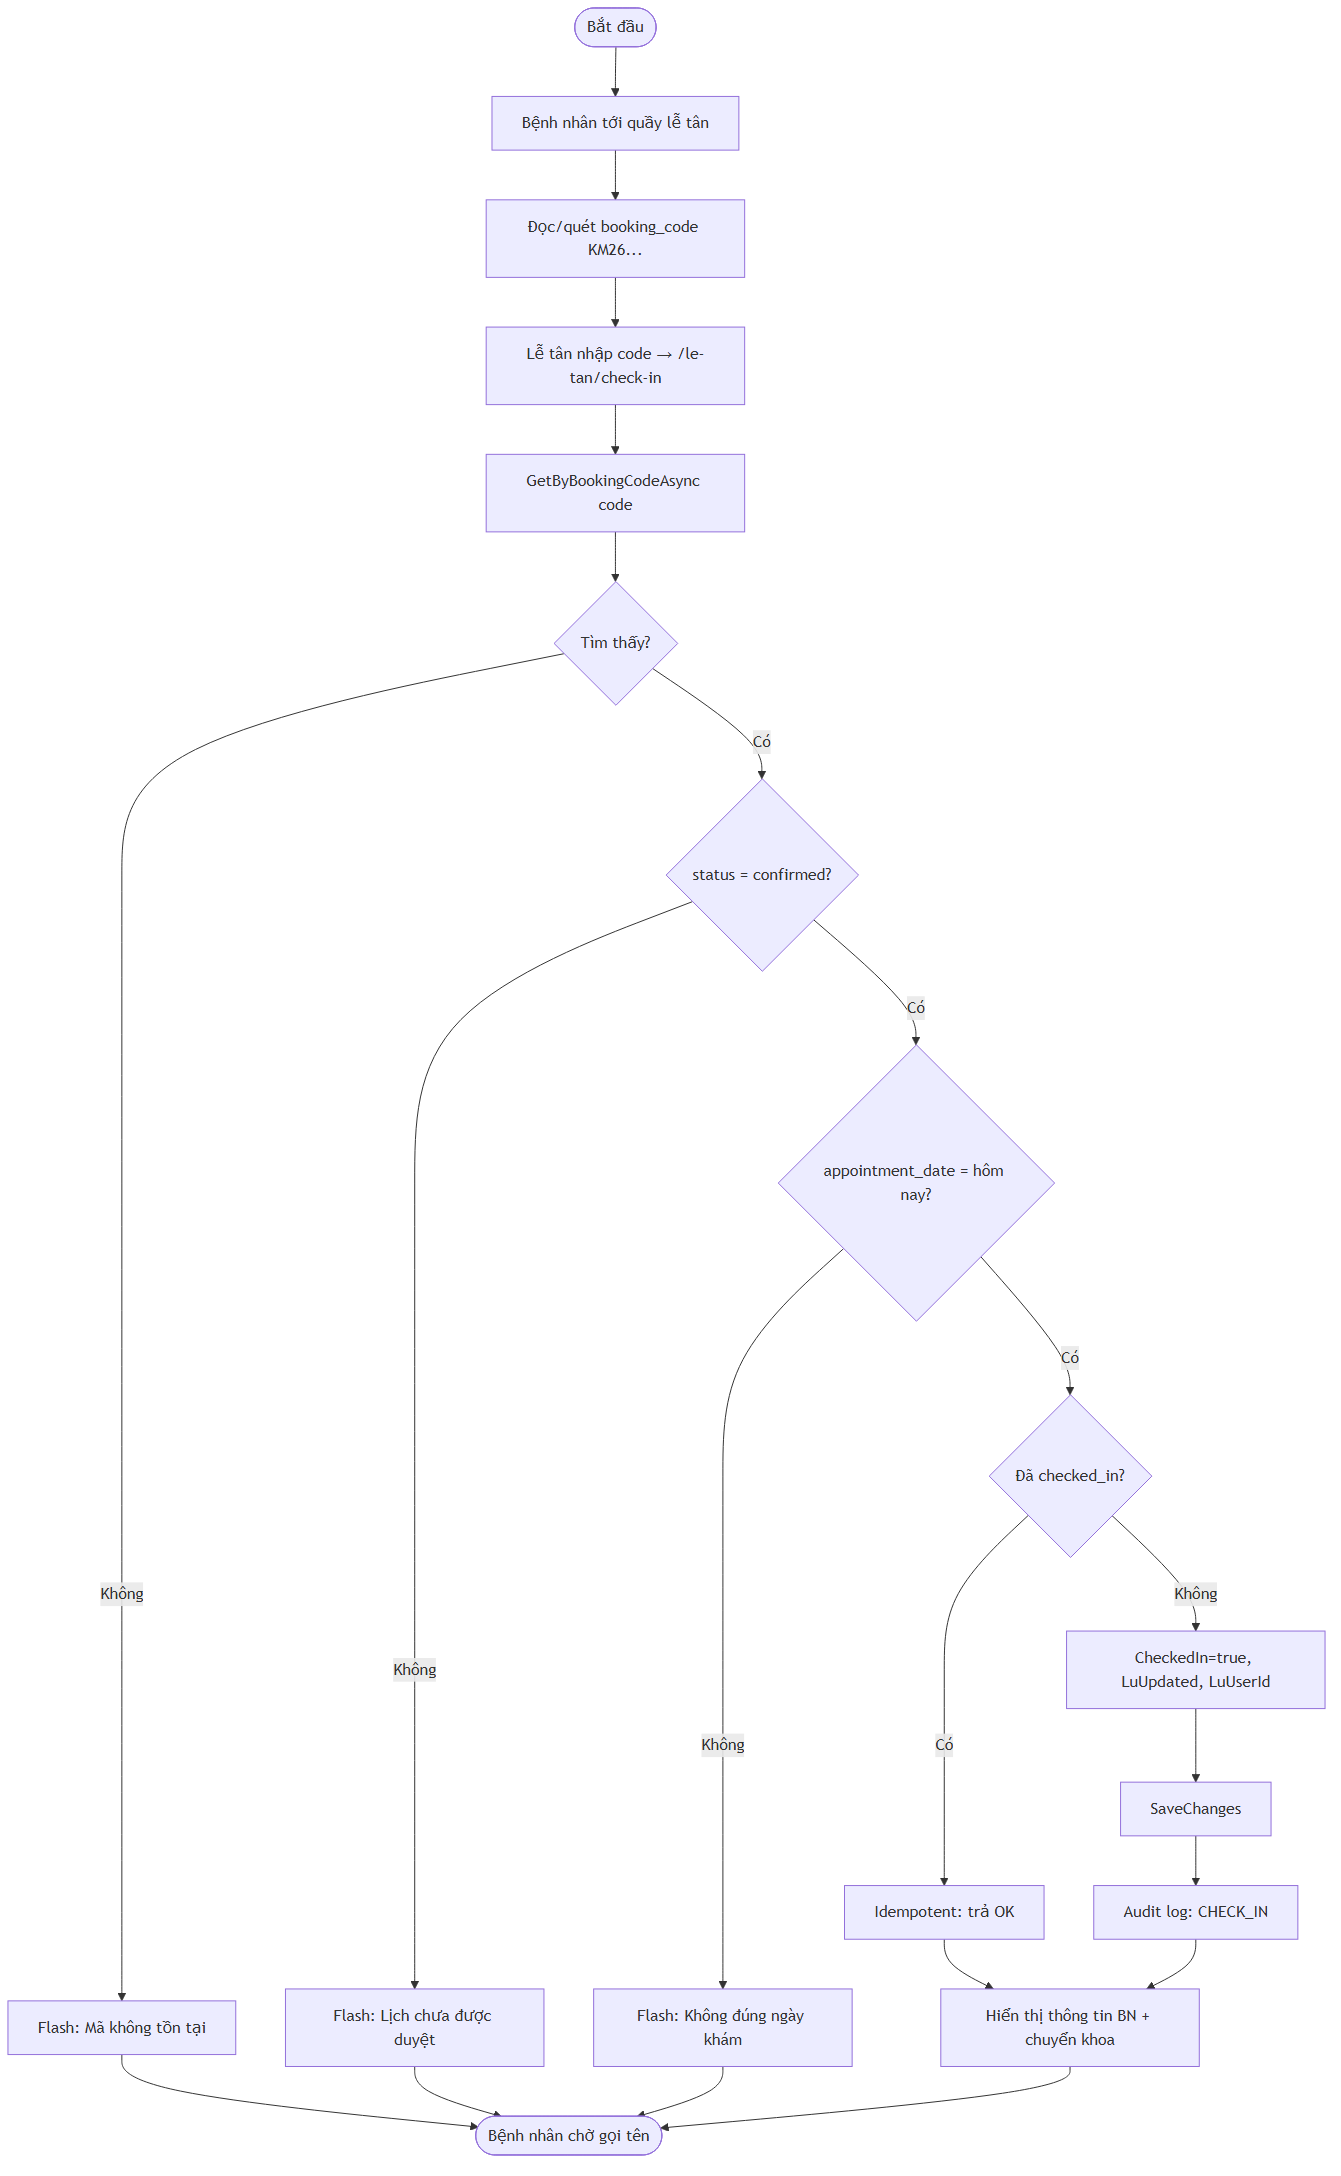 Bắt đầu
Bệnh nhân tới quầy lễ tân
Đọc/quét booking_code
KM26...
Lễ tân nhập code → /le-
tan/check-in
GetByBookingCodeAsync
code
Tìm thấy?
Có
status = confirmed?
Có
appointment_date = hôm
nay?
Có
Đã checked_in?
Không
Không
CheckedIn=true,
LuUpdated, LuUserId
Không
Không
Có
SaveChanges
Idempotent: trả OK
Audit log: CHECK_IN
Flash: Mã không tồn tại
Flash: Lịch chưa được
duyệt
Flash: Không đúng ngày
khám
Hiển thị thông tin BN +
chuyển khoa
Bệnh nhân chờ gọi tên